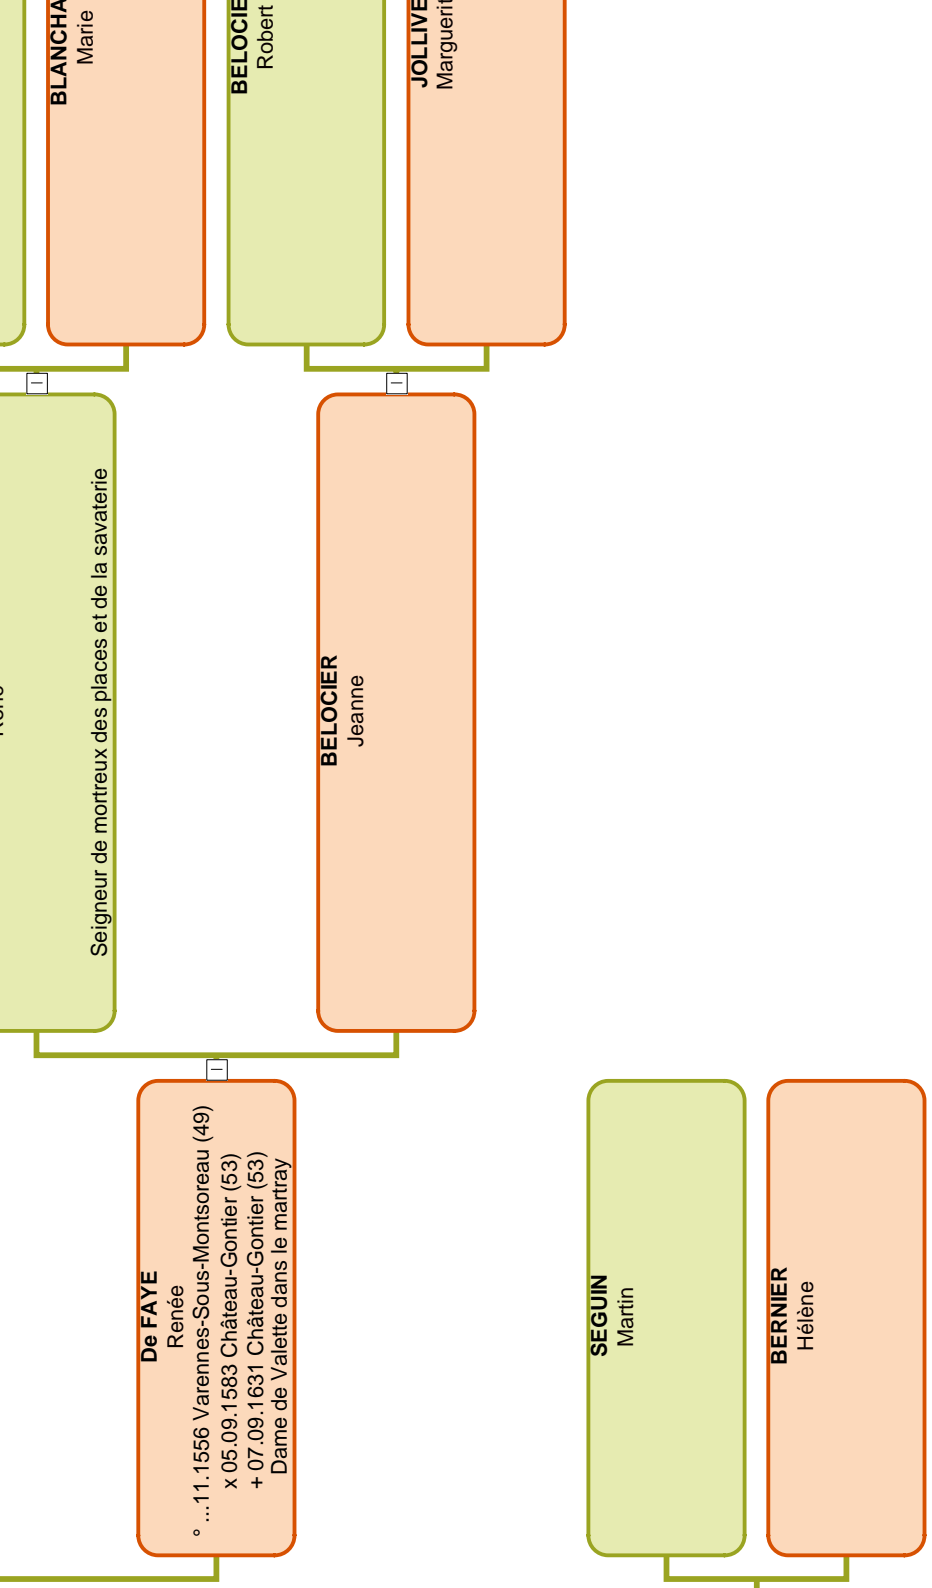 BLANCHA
Marie
BELOCIE
Robert
JOLLIVE
Marguerit
Seigneur de mortreux des places et de la savaterie
BELOCIER
Jeanne
De FAYE
Renée
° ...11.1556 Varennes-Sous-Montsoreau (49)
x 05.09.1583 Château-Gontier (53)
+ 07.09.1631 Château-Gontier (53)
Dame de Valette dans le martray
SEGUIN
Martin
BERNIER
Hélène